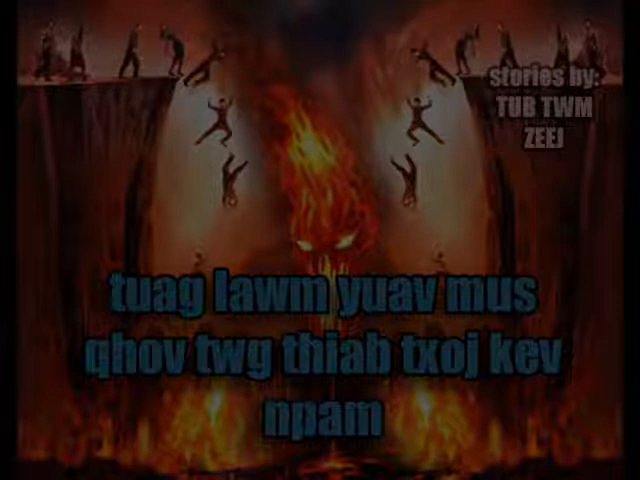 stories by:
TUB TWM
ZEEJ
tuag lawm yuav mus
qhov twg thiab txoj kev
npam